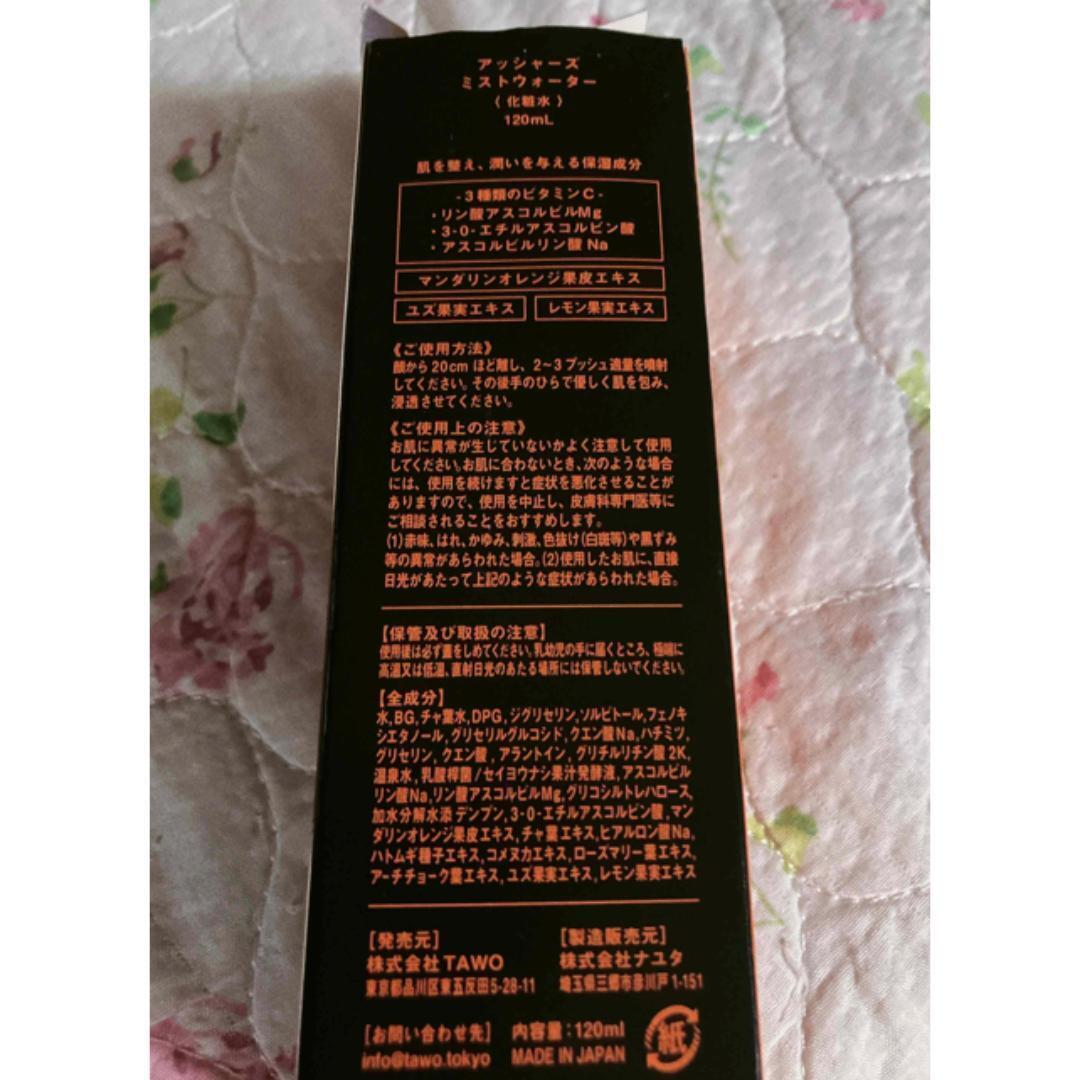 アッシャーズ
ミストウォーター
〈 化粧水 〉
120mL
肌を整え、潤いを与える保湿成分
- 3種類のビタミンC -
・リン酸アスコルビルMg
・3-0-エチルアスコルビン酸
・アスコルビルリン酸 Na
マンダリンオレンジ果皮エキス
ユズ果実エキス レモン果実エキス
《ご使用方法》
顔から20cm ほど離し、2〜3 プッシュ適量を噴射
してください。その後手のひらで優しく肌を包み、
浸透させてください。
《ご使用上の注意》
お肌に異常が生じていないかよく注意して使用
してください。お肌に合わないとき、次のような場合
には、使用を続けますと症状を悪化させることが
ありますので、使用を中止し、皮膚科専門医等に
ご相談されることをおすすめします。
(1)赤味、はれ、かゆみ、刺激、色抜け(白斑等)や黒ずみ
等の異常があらわれた場合。(2)使用したお肌に、直接
日光があたって上記のような症状があらわれた場合。
【保管及び取扱の注意】
使用後は必ず蓋をしめてください。乳幼児の手に届くところ、極端に
高温又は低温、直射日光のあたる場所には保管しないでください。
【全成分】
水,BG,チャ葉水,DPG,ジグリセリン,ソルビトール,フェノキ
シエタノール,グリセリルグルコシド,クエン酸Na,ハチミツ,
グリセリン,クエン酸,アラントイン,グリチルリチン酸2K,
温泉水,乳酸桿菌/セイヨウナシ果汁発酵液,アスコルビル
リン酸Na,リン酸アスコルビルMg,グリコシルトレハロース,
加水分解水添デンプン,3-0-エチルアスコルビン酸,マン
ダリンオレンジ果皮エキス,チャ葉エキス,ヒアルロン酸Na,
ハトムギ種子エキス,コメヌカエキス,ローズマリー葉エキス,
アーチチョーク葉エキス,ユズ果実エキス,レモン果実エキス
[発売元] [製造販売元]
株式会社TAWO 株式会社ナユタ
東京都品川区東五反田5-28-11 埼玉県三郷市彦川戸1-151
[お問い合わせ先] 内容量：120ml
info@tawo.tokyo MADE IN JAPAN
紙